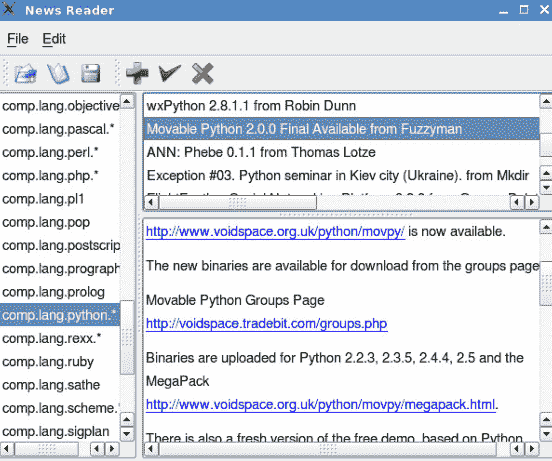 News Reader
File Edit
comp.lang.objective
comp.lang.pascal.*
comp.lang.perl.*
comp.lang.php.*
comp.lang.pl1
comp.lang.pop
comp.lang.postscrip
comp.lang.prograph
comp.lang.prolog
comp.lang.python.*
comp.lang.rexx.*
comp.lang.ruby
comp.lang.sathe
comp.lang.scheme.*
comp.lang.sigplan
wxPython 2.8.1.1 from Robin Dunn
Movable Python 2.0.0 Final Available from Fuzzyman
ANN: Phebe 0.1.1 from Thomas Lotze
Exception #03. Python seminar in Kiev city (Ukraine). from Mkdir
http://www.voidspace.org.uk/python/movpy/ is now available.
The new binaries are available for download from the groups page
Movable Python Groups Page
http://voidspace.tradebit.com/groups.php
Binaries are uploaded for Python 2.2.3, 2.3.5, 2.4.4, 2.5 and the
MegaPack
http://www.voidspace.org.uk/python/movpy/megapack.html.
There is also a fresh version of the free demo, based on Python